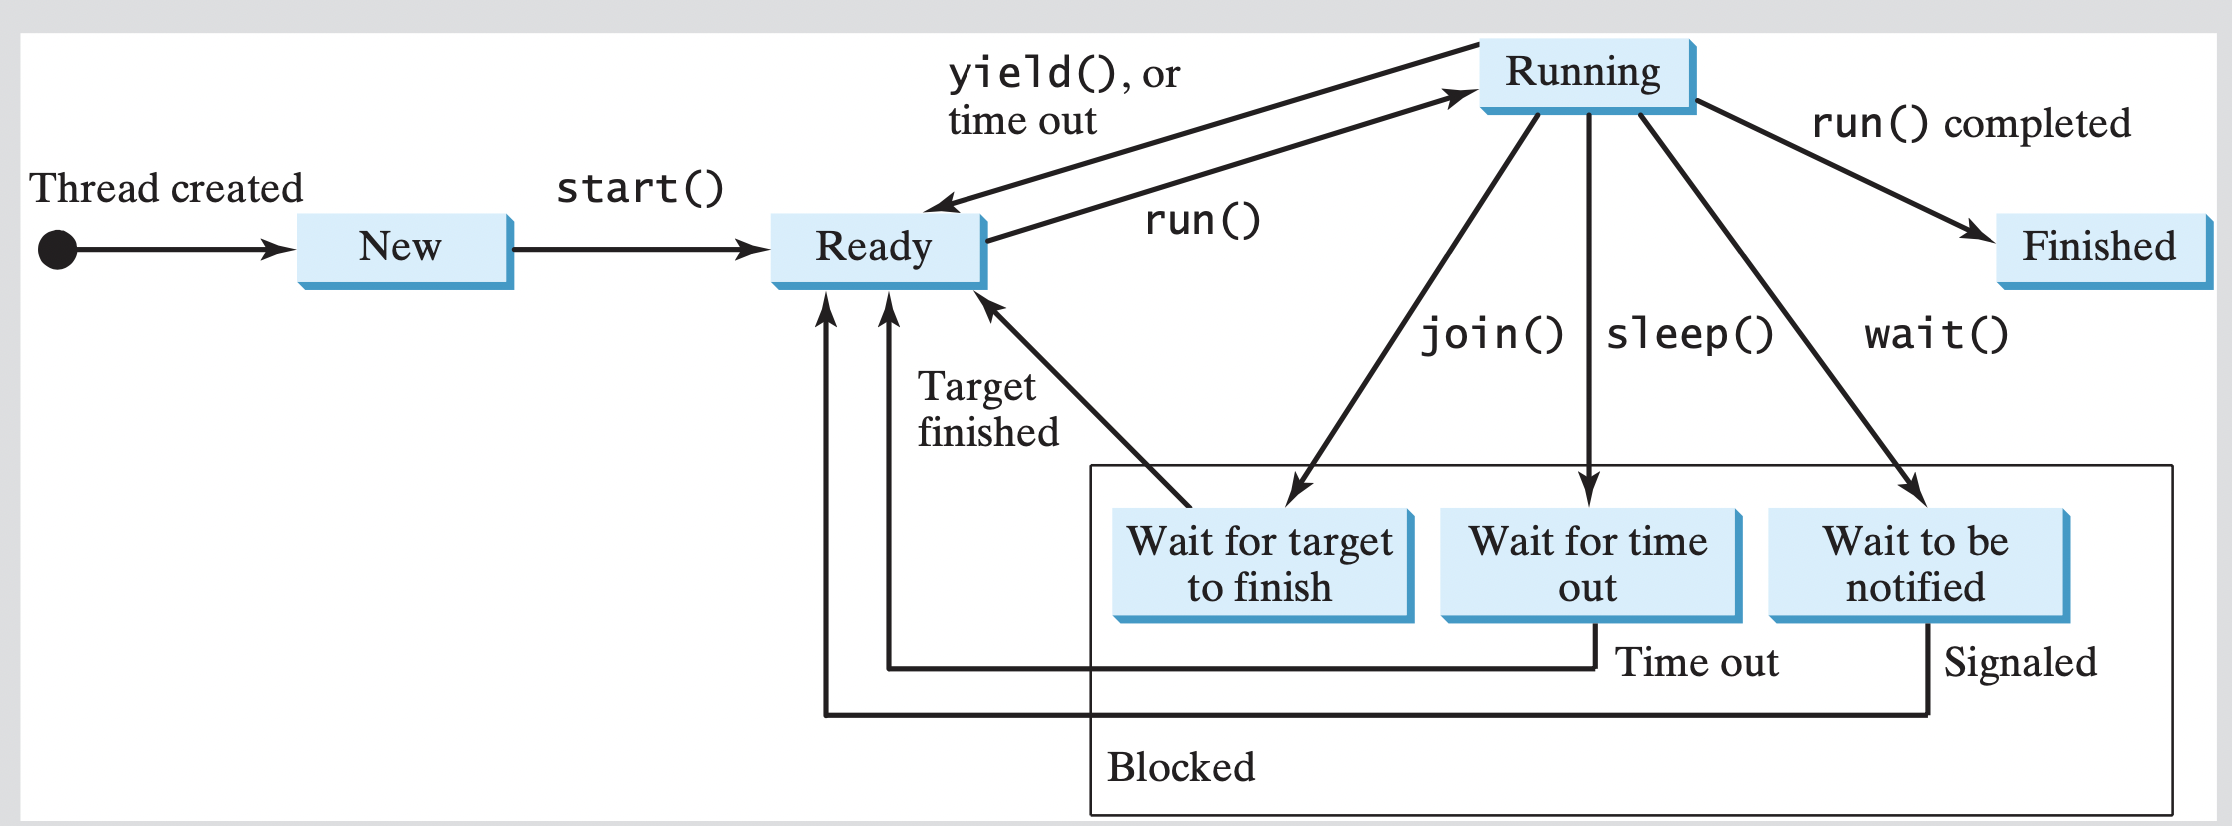 yield(), or
time out
Running
run() completed
Thread created
start()
New
Ready
run()
Finished
join()
sleep()
wait()
Target
finished
Wait for target
to finish
Wait for time
out
Wait to be
notified
Time out
Signaled
Blocked